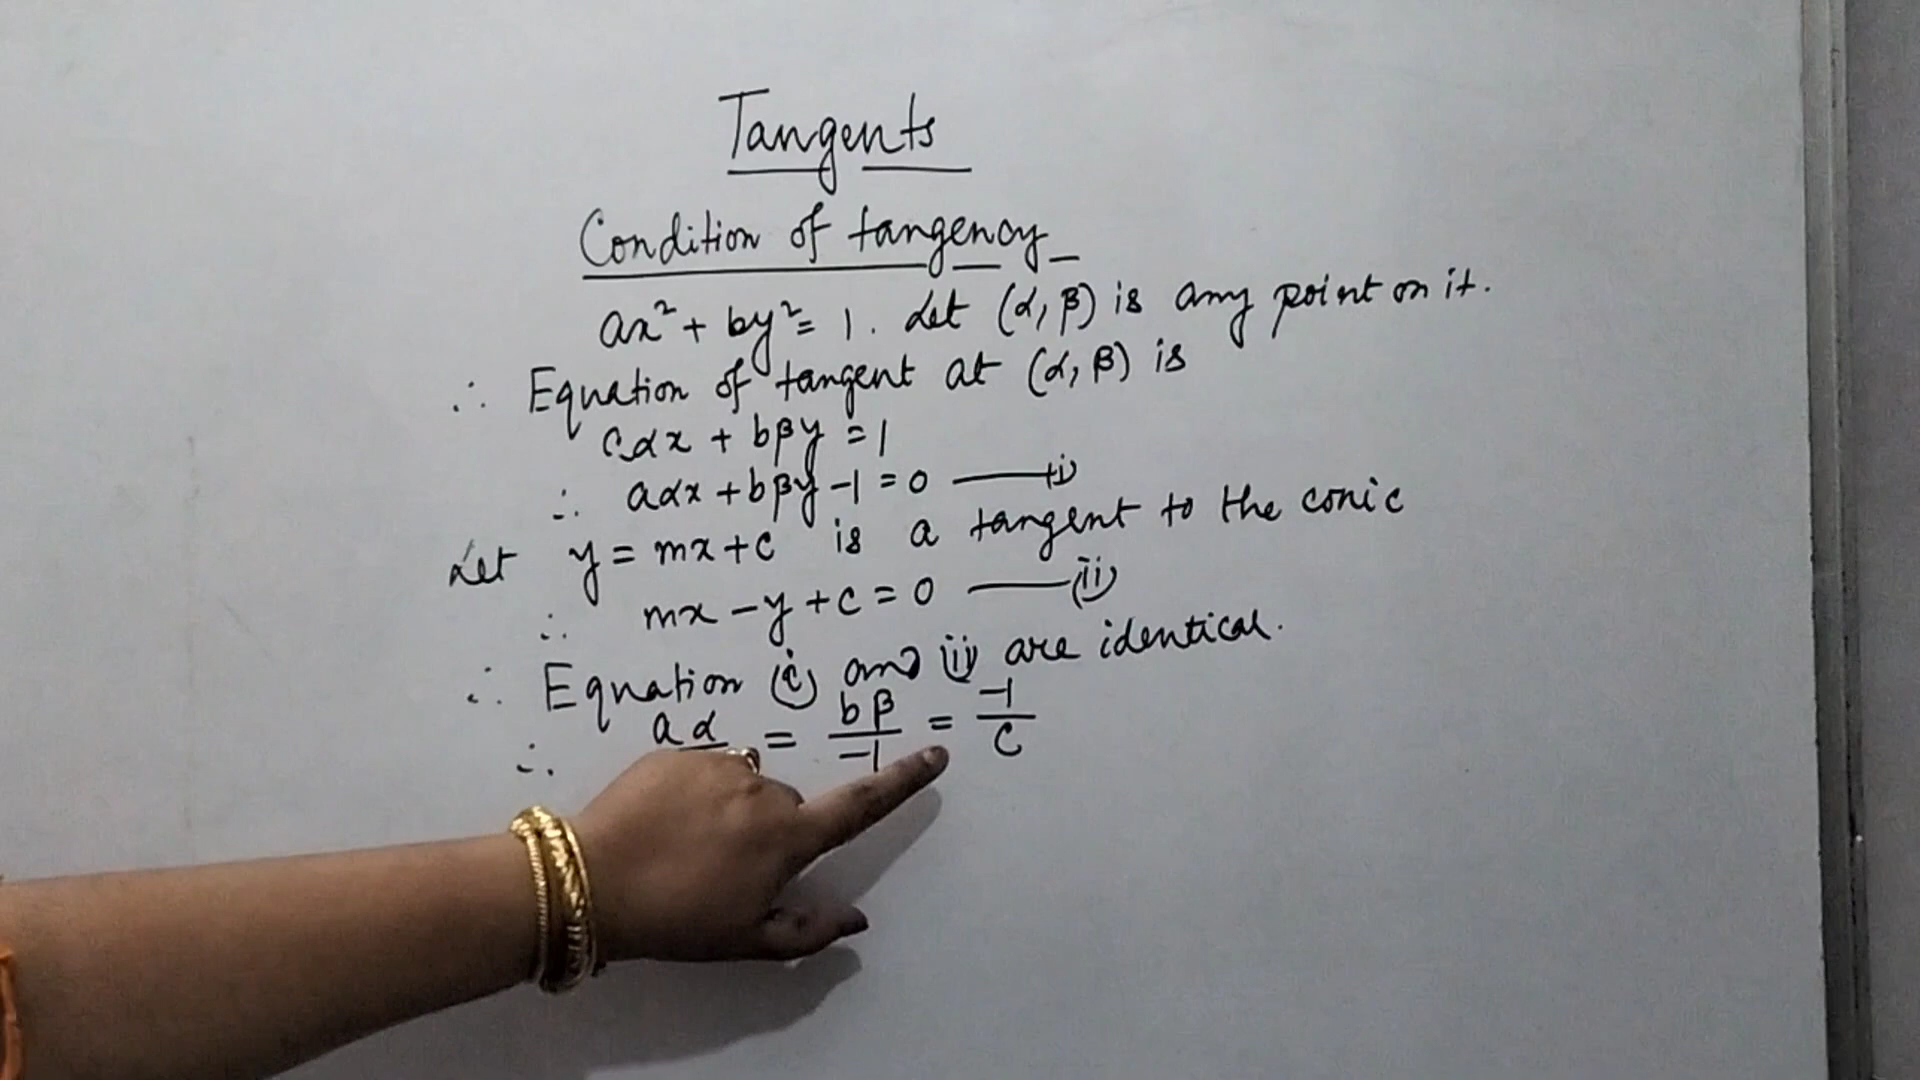 Tangents
Condition of tangency
ax² + by² = 1. Let (α, β) is any point on it.
∴ Equation of tangent at (α, β) is
aαx + bβy = 1
∴ aαx + bβy - 1 = 0 —— (i)
Let y = mx + c is a tangent to the conic
∴ mx - y + c = 0 —— (ii)
∴ Equation (i) and (ii) are identical.
∴ aα = bβ/-1 = -1/c